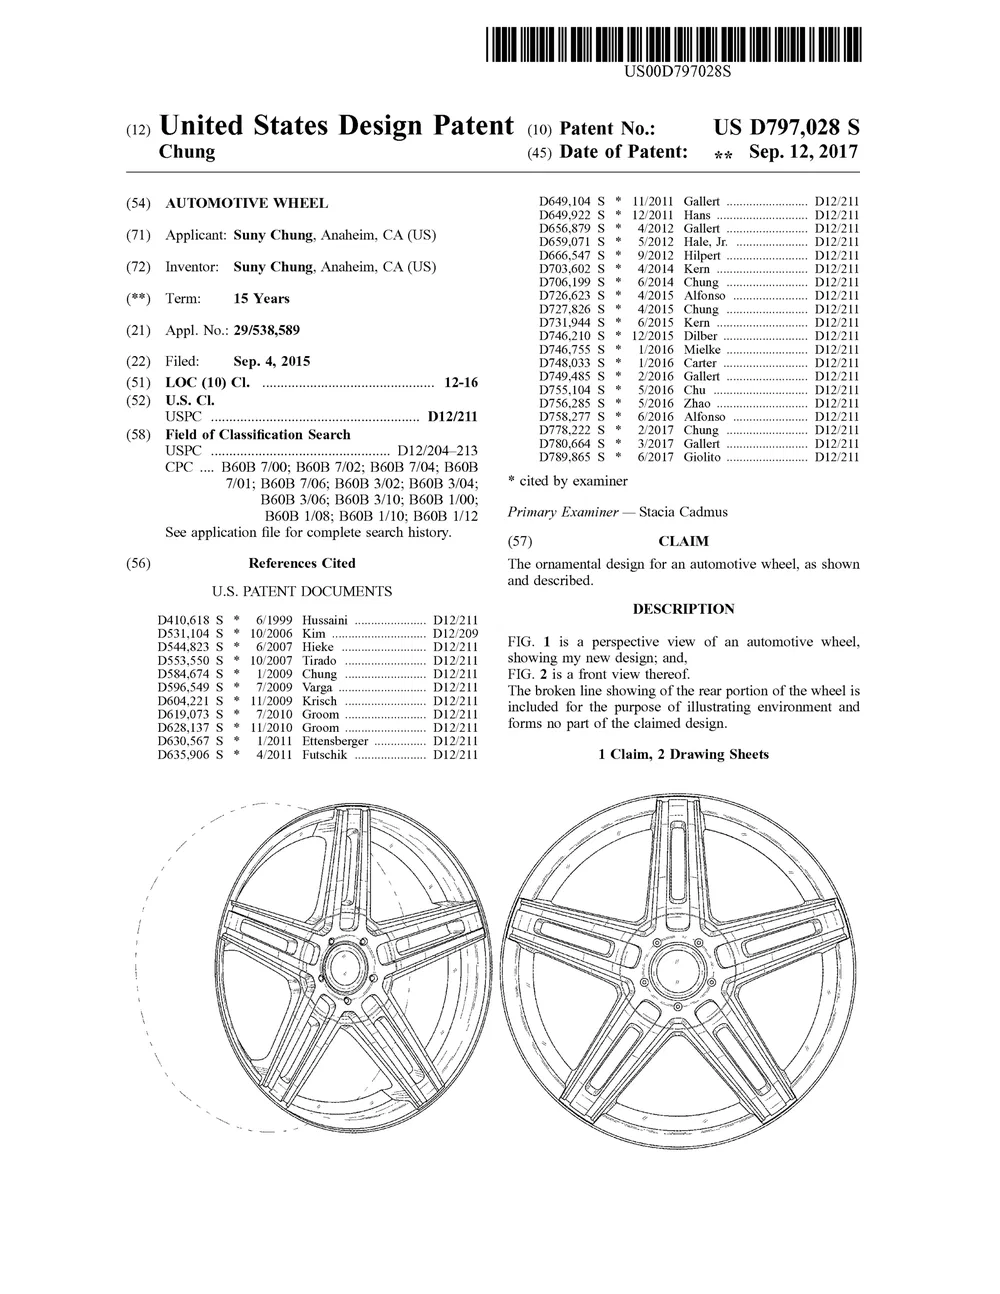 US00D797028S
(12) United States Design Patent
Chung
(10) Patent No.: US D797,028 S
(45) Date of Patent: ** Sep. 12, 2017
(54) AUTOMOTIVE WHEEL
(71) Applicant: Suny Chung, Anaheim, CA (US)
(72) Inventor: Suny Chung, Anaheim, CA (US)
(**) Term: 15 Years
(21) Appl. No.: 29/538,589
(22) Filed: Sep. 4, 2015
(51) LOC (10) Cl. .............................................. 12-16
(52) U.S. Cl.
USPC ........................................................ D12/211
(58) Field of Classification Search
USPC ................................................ D12/204–213
CPC .... B60B 7/00; B60B 7/02; B60B 7/04; B60B
7/01; B60B 7/06; B60B 3/02; B60B 3/04;
B60B 3/06; B60B 3/10; B60B 1/00;
B60B 1/08; B60B 1/10; B60B 1/12
See application file for complete search history.
(56) References Cited
U.S. PATENT DOCUMENTS
D410,618 S * 6/1999 Hussaini ...................... D12/211
D531,104 S * 10/2006 Kim ............................. D12/209
D544,823 S * 6/2007 Hieke .......................... D12/211
D553,550 S * 10/2007 Tirado ......................... D12/211
D584,674 S * 1/2009 Chung ......................... D12/211
D596,549 S * 7/2009 Varga ........................... D12/211
D604,221 S * 11/2009 Krisch ......................... D12/211
D619,073 S * 7/2010 Groom ......................... D12/211
D628,137 S * 11/2010 Groom ......................... D12/211
D630,567 S * 1/2011 Ettensberger ................ D12/211
D635,906 S * 4/2011 Futschik ...................... D12/211
D649,104 S * 11/2011 Gallert ......................... D12/211
D649,922 S * 12/2011 Hans ............................ D12/211
D656,879 S * 4/2012 Gallert ......................... D12/211
D659,071 S * 5/2012 Hale, Jr. ...................... D12/211
D666,547 S * 9/2012 Hilpert ......................... D12/211
D703,602 S * 4/2014 Kern ............................ D12/211
D706,199 S * 6/2014 Chung ......................... D12/211
D726,623 S * 4/2015 Alfonso ....................... D12/211
D727,826 S * 4/2015 Chung ......................... D12/211
D731,944 S * 6/2015 Kern ............................ D12/211
D746,210 S * 12/2015 Dilber .......................... D12/211
D746,755 S * 1/2016 Mielke ......................... D12/211
D748,033 S * 1/2016 Carter .......................... D12/211
D749,485 S * 2/2016 Gallert ......................... D12/211
D755,104 S * 5/2016 Chu ............................. D12/211
D756,285 S * 5/2016 Zhao ............................ D12/211
D758,277 S * 6/2016 Alfonso ....................... D12/211
D778,222 S * 2/2017 Chung ......................... D12/211
D780,664 S * 3/2017 Gallert ......................... D12/211
D789,865 S * 6/2017 Giolito ......................... D12/211
* cited by examiner
Primary Examiner — Stacia Cadmus
(57) CLAIM
The ornamental design for an automotive wheel, as shown
and described.
DESCRIPTION
FIG. 1 is a perspective view of an automotive wheel,
showing my new design; and,
FIG. 2 is a front view thereof.
The broken line showing of the rear portion of the wheel is
included for the purpose of illustrating environment and
forms no part of the claimed design.
1 Claim, 2 Drawing Sheets